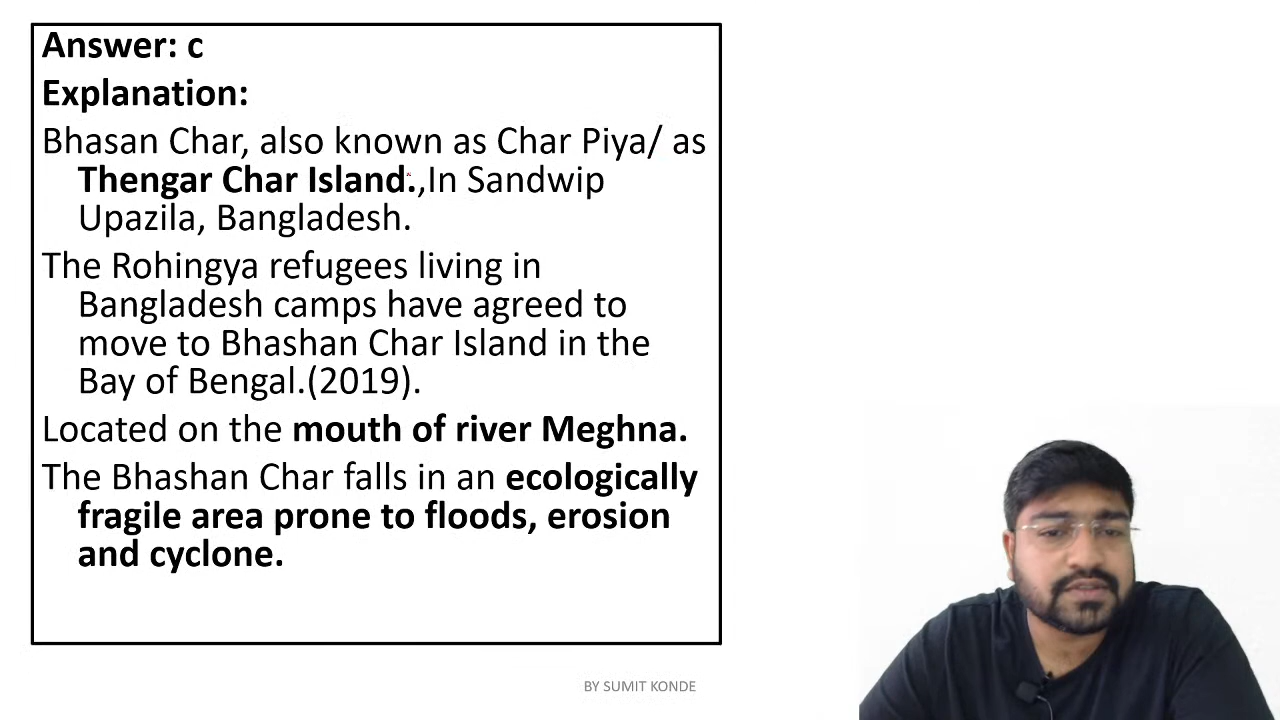 Answer: c
Explanation:
Bhasan Char, also known as Char Piya/ as
Thengar Char Island.,In Sandwip
Upazila, Bangladesh.
The Rohingya refugees living in
Bangladesh camps have agreed to
move to Bhashan Char Island in the
Bay of Bengal.(2019).
Located on the mouth of river Meghna.
The Bhashan Char falls in an ecologically
fragile area prone to floods, erosion
and cyclone.
BY SUMIT KONDE